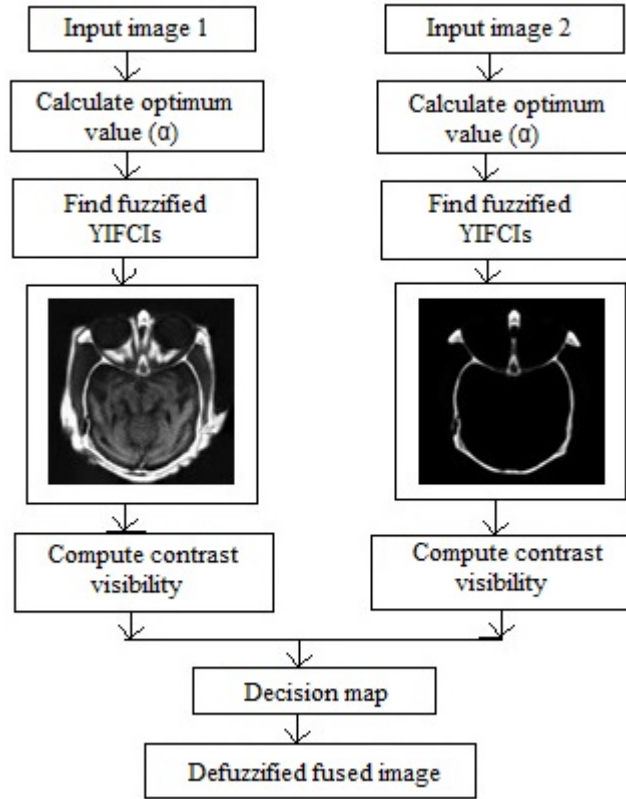 Input image 1
Input image 2
Calculate optimum
value (α)
Calculate optimum
value (α)
Find fuzzified
YIFCIs
Find fuzzified
YIFCIs
Compute contrast
visibility
Compute contrast
visibility
Decision map
Defuzzified fused image